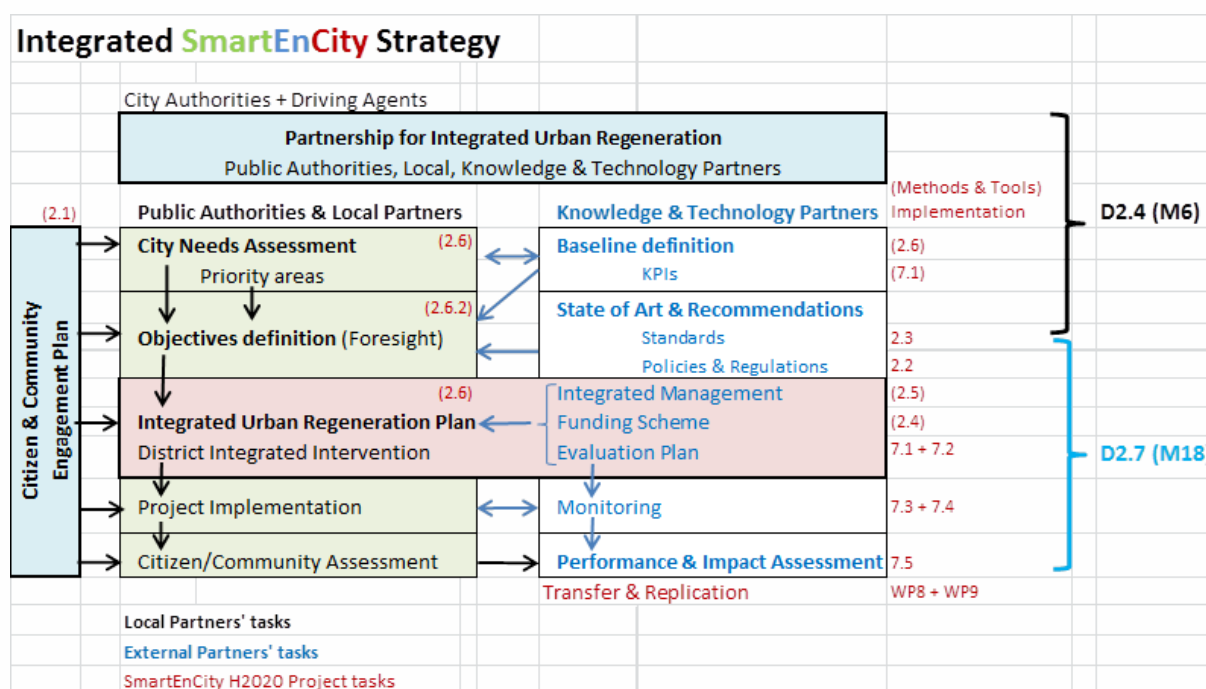 Integrated SmartEnCity Strategy
City Authorities + Driving Agents
Partnership for Integrated Urban Regeneration
Public Authorities, Local, Knowledge & Technology Partners
(Methods & Tools)
(2.1) Public Authorities & Local Partners Knowledge & Technology Partners Implementation D2.4 (M6)
Citizen & Community
Engagement Plan
City Needs Assessment (2.6) Baseline definition (2.6)
Priority areas KPIs (7.1)
(2.6.2) State of Art & Recommendations
Objectives definition (Foresight) Standards 2.3
Policies & Regulations 2.2
(2.6) Integrated Management (2.5)
Integrated Urban Regeneration Plan Funding Scheme (2.4)
District Integrated Intervention Evaluation Plan 7.1 + 7.2 D2.7 (M18
Project Implementation Monitoring 7.3 + 7.4
Citizen/Community Assessment Performance & Impact Assessment 7.5
Transfer & Replication WP8 + WP9
Local Partners' tasks
External Partners' tasks
SmartEnCity H2020 Project tasks